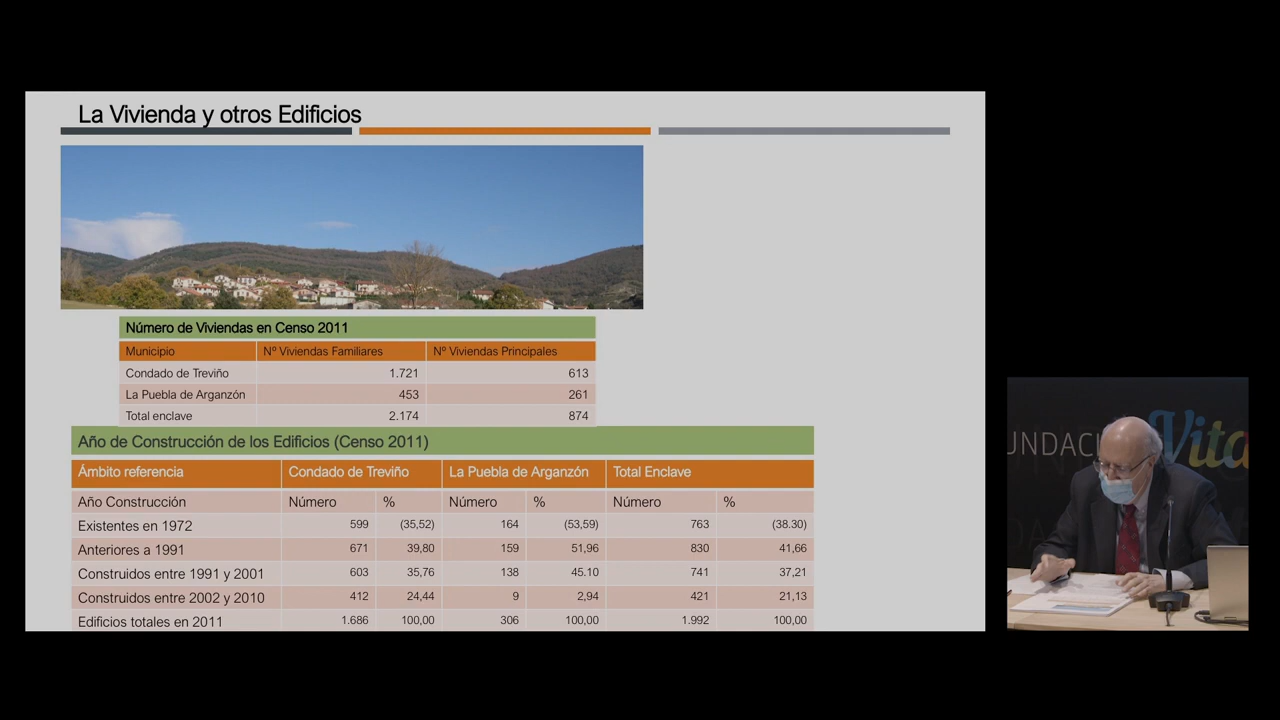 La Vivienda y otros Edificios
Número de Viviendas en Censo 2011
Municipio Nº Viviendas Familiares Nº Viviendas Principales
Condado de Treviño 1.721 613
La Puebla de Arganzón 453 261
Total enclave 2.174 874
Año de Construcción de los Edificios (Censo 2011)
Ámbito referencia Condado de Treviño La Puebla de Arganzón Total Enclave
Año Construcción Número % Número % Número %
Existentes en 1972 599 (35,52) 164 (53,59) 763 (38.30)
Anteriores a 1991 671 39,80 159 51,96 830 41,66
Construidos entre 1991 y 2001 603 35,76 138 45.10 741 37,21
Construidos entre 2002 y 2010 412 24,44 9 2,94 421 21,13
Edificios totales en 2011 1.686 100,00 306 100,00 1.992 100,00
UNDACI Vita